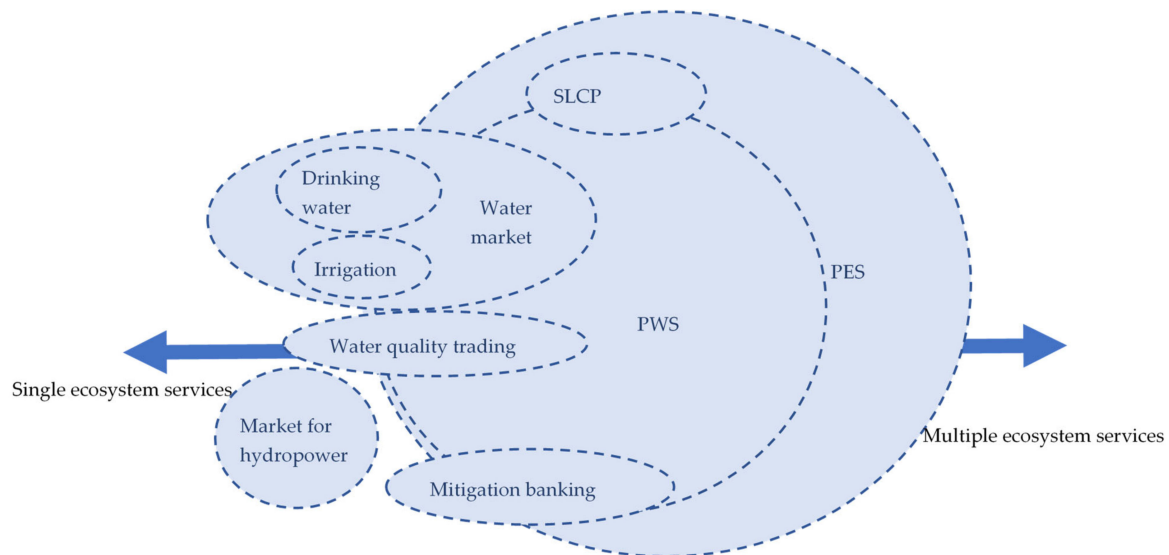 SLCP
Drinking
water
Water
market
Irrigation
PES
PWS
Water quality trading
Single ecosystem services
Market for
hydropower
Multiple ecosystem services
Mitigation banking